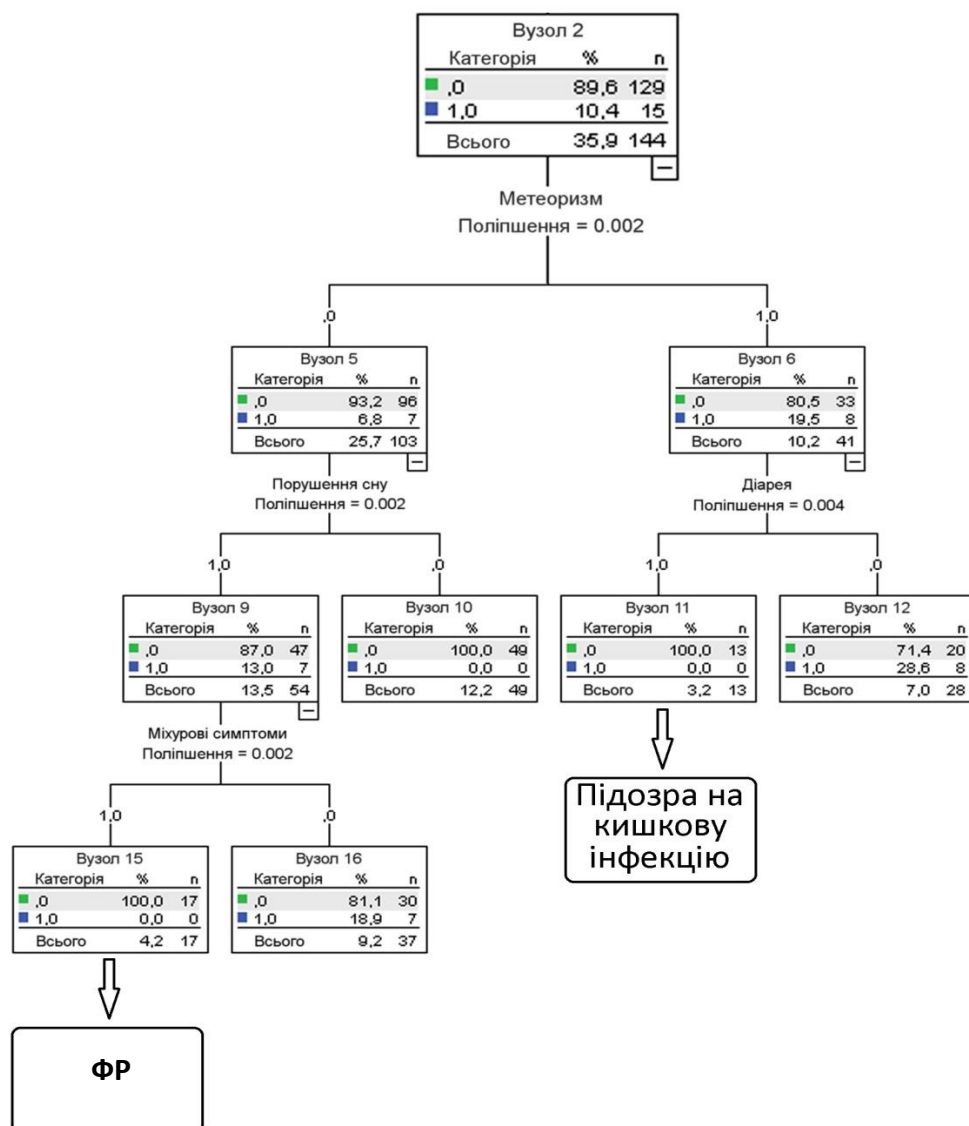 Вузол 2
Категорія % n
,0 89,6 129
1,0 10,4 15
Всього 35,9 144
Метеоризм
Поліпшення = 0.002
,0
1,0
Вузол 5
Категорія % n
,0 93,2 96
1,0 6,8 7
Всього 25,7 103
Вузол 6
Категорія % n
,0 80,5 33
1,0 19,5 8
Всього 10,2 41
Порушення сну
Поліпшення = 0.002
Діарея
Поліпшення = 0.004
1,0
,0
1,0
,0
Вузол 9
Категорія % n
,0 87,0 47
1,0 13,0 7
Всього 13,5 54
Вузол 10
Категорія % n
,0 100,0 49
1,0 0,0 0
Всього 12,2 49
Вузол 11
Категорія % n
,0 100,0 13
1,0 0,0 0
Всього 3,2 13
Вузол 12
Категорія % n
,0 71,4 20
1,0 28,6 8
Всього 7,0 28
Міхурові симптоми
Поліпшення = 0.002
Підозра на
кишкову
інфекцію
1,0
,0
Вузол 15
Категорія % n
,0 100,0 17
1,0 0,0 0
Всього 4,2 17
Вузол 16
Категорія % n
,0 81,1 30
1,0 18,9 7
Всього 9,2 37
ФР